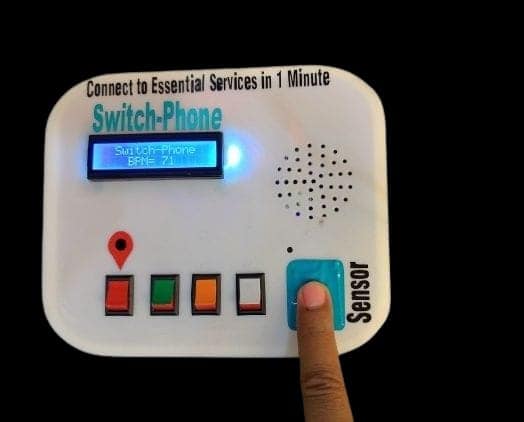 Connect to Essential Services in 1 Minute
Switch-Phone
Switch-Phone
BPM= 71
Sensor